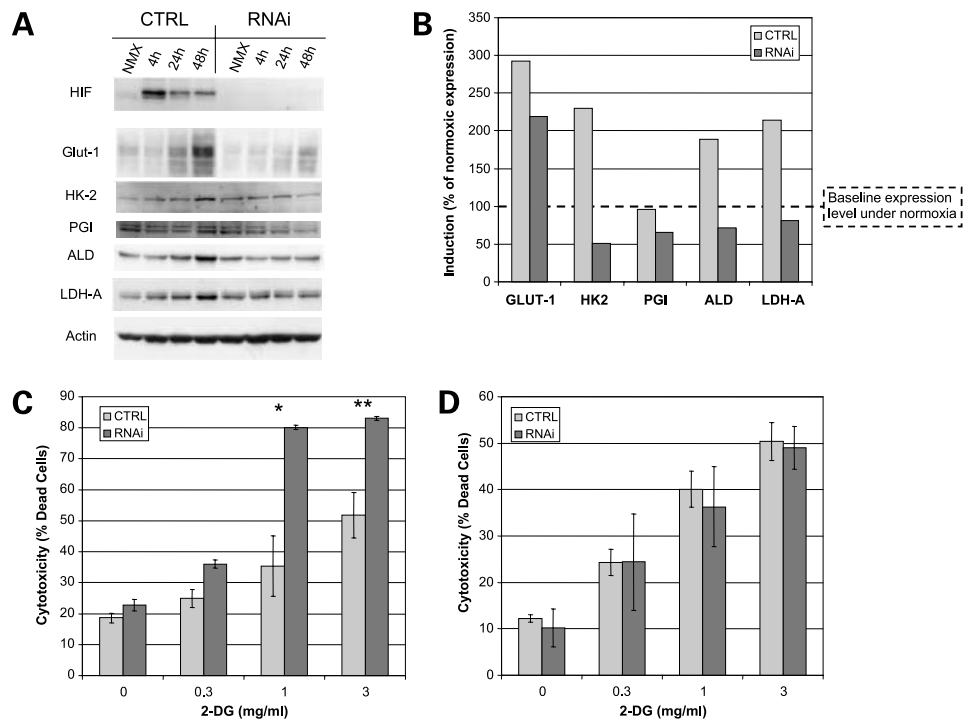 A
CTRL RNAi
NMX 4h 24h 48h NMX 4h 24h 48h
HIF
Glut-1
HK-2
PGI
ALD
LDH-A
Actin
B
Induction (% of normoxic expression)
350
300
250
200
150
100
50
0
CTRL
RNAi
Baseline expression
level under normoxia
GLUT-1 HK2 PGI ALD LDH-A
C
Cytotoxicity (% Dead Cells)
90
80
70
60
50
40
30
20
10
0
CTRL
RNAi
* **
0 0.3 1 3
2-DG (mg/ml)
D
Cytotoxicity (% Dead Cells)
60
50
40
30
20
10
0
CTRL
RNAi
0 0.3 1 3
2-DG (mg/ml)